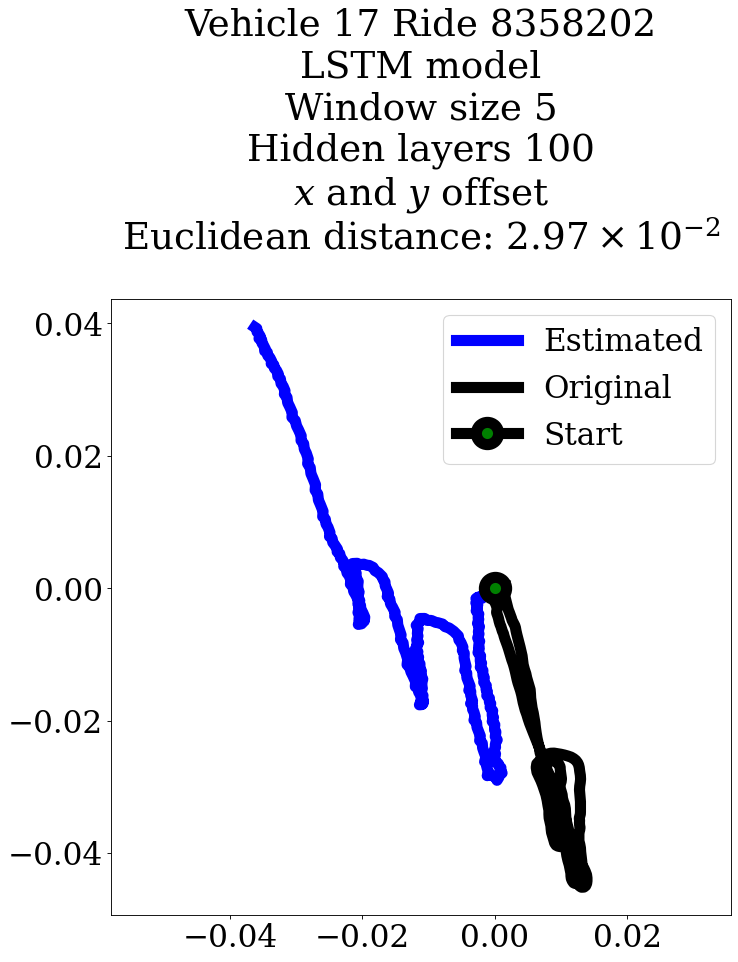 Vehicle 17 Ride 8358202
LSTM model
Window size 5
Hidden layers 100
x and y offset
Euclidean distance: 2.97 × 10⁻²
Estimated
Original
Start
0.04
0.02
0.00
−0.02
−0.04
−0.04
−0.02
0.00
0.02